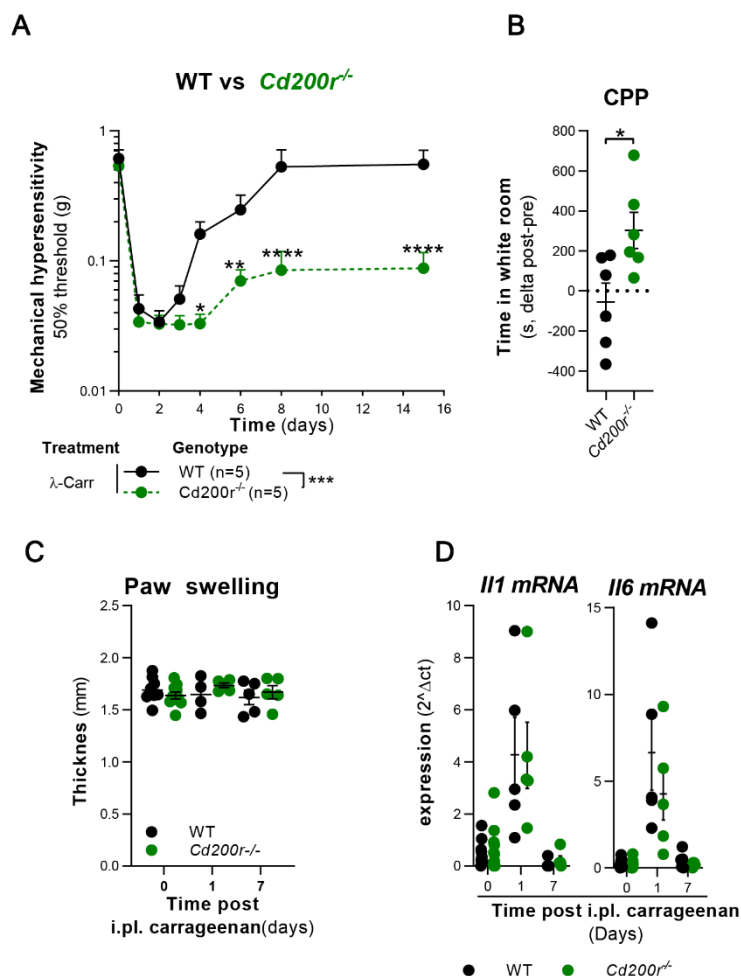 A
WT vs Cd200r-/-
Mechanical hypersensitivity
50% threshold (g)
1
0.1
0.01
*
**
****
****
0 2 4 6 8 10 12 14 16
Time (days)
Treatment Genotype
λ-Carr
WT (n=5)
Cd200r-/- (n=5)
***
B
CPP
Time in white room
(s, delta post-pre)
800
600
400
200
0
-200
-400
*
WT
Cd200r-/-
C
Paw swelling
Thicknes (mm)
2.5
2.0
1.5
1.0
0.5
0.0
WT
Cd200r-/-
0 1 7
Time post
i.pl. carrageenan(days)
D
Il1 mRNA
Il6 mRNA
expression (2^Δct)
10
8
6
4
2
0
15
10
5
0
0 1 7
0 1 7
Time post i.pl. carrageenan
(Days)
WT Cd200r-/-